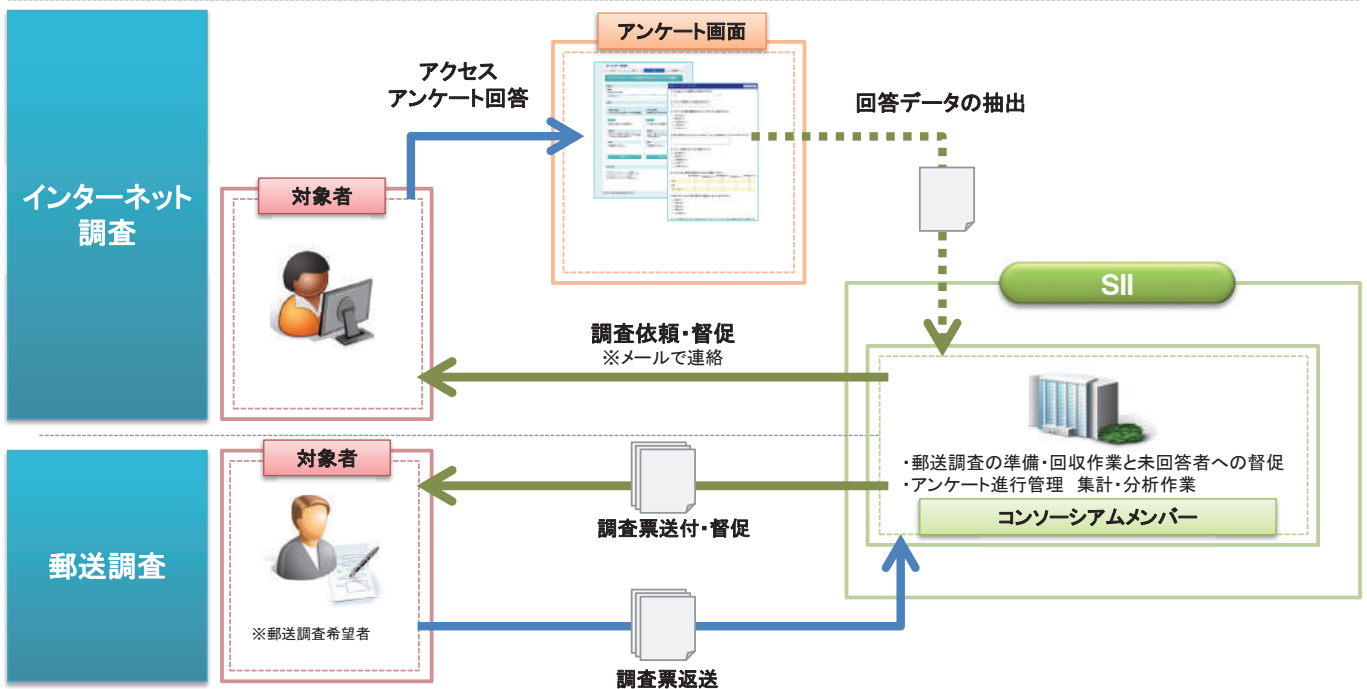 インターネット
調査
対象者
アクセス
アンケート回答
アンケート画面
回答データの抽出
調査依頼・督促
※メールで連絡
SII
・郵送調査の準備・回収作業と未回答者への督促
・アンケート進行管理 集計・分析作業
コンソーシアムメンバー
郵送調査
対象者
※郵送調査希望者
調査票送付・督促
調査票返送